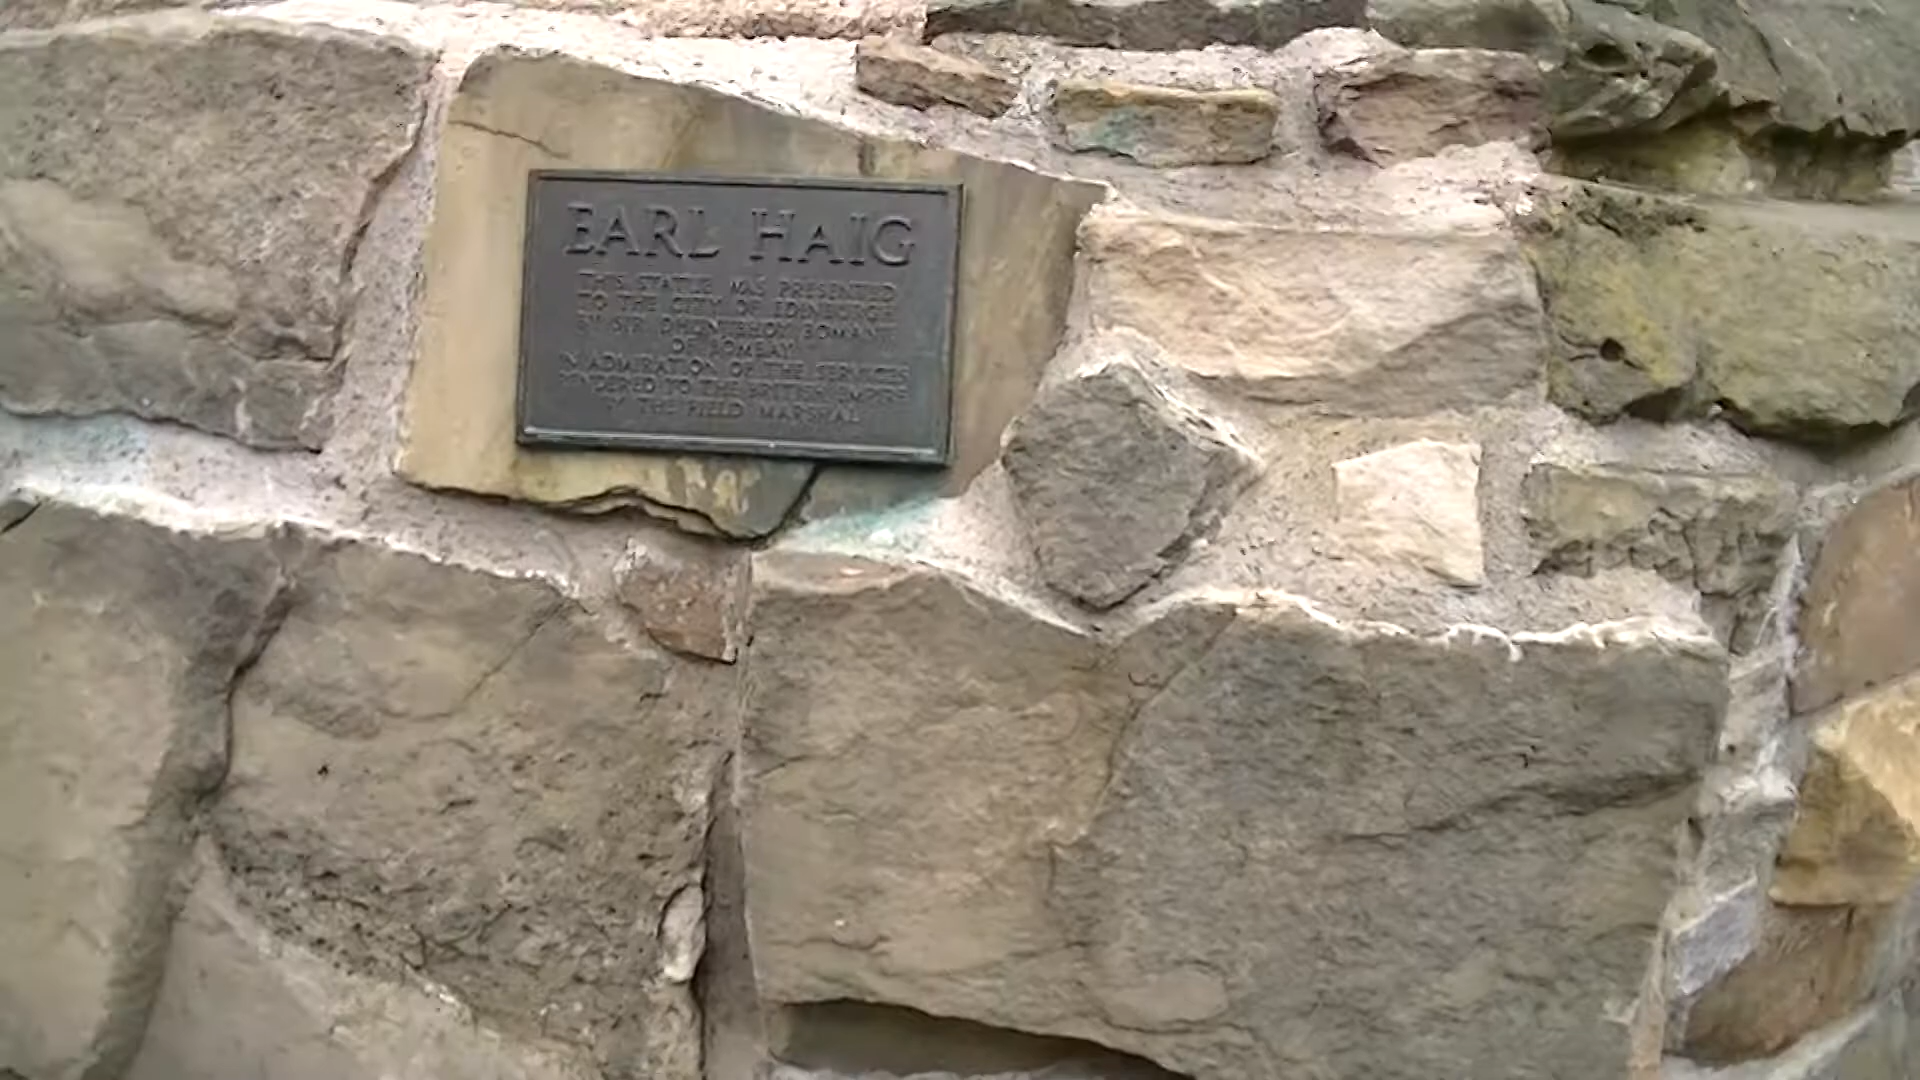 EARL HAIG
THIS STATUE WAS PRESENTED
TO THE CITY OF EDINBURGH
BY SIR DHUNJIBHOY BOMANJI
OF BOMBAY
IN ADMIRATION OF THE SERVICES
RENDERED TO THE BRITISH EMPIRE
BY THE FIELD MARSHAL